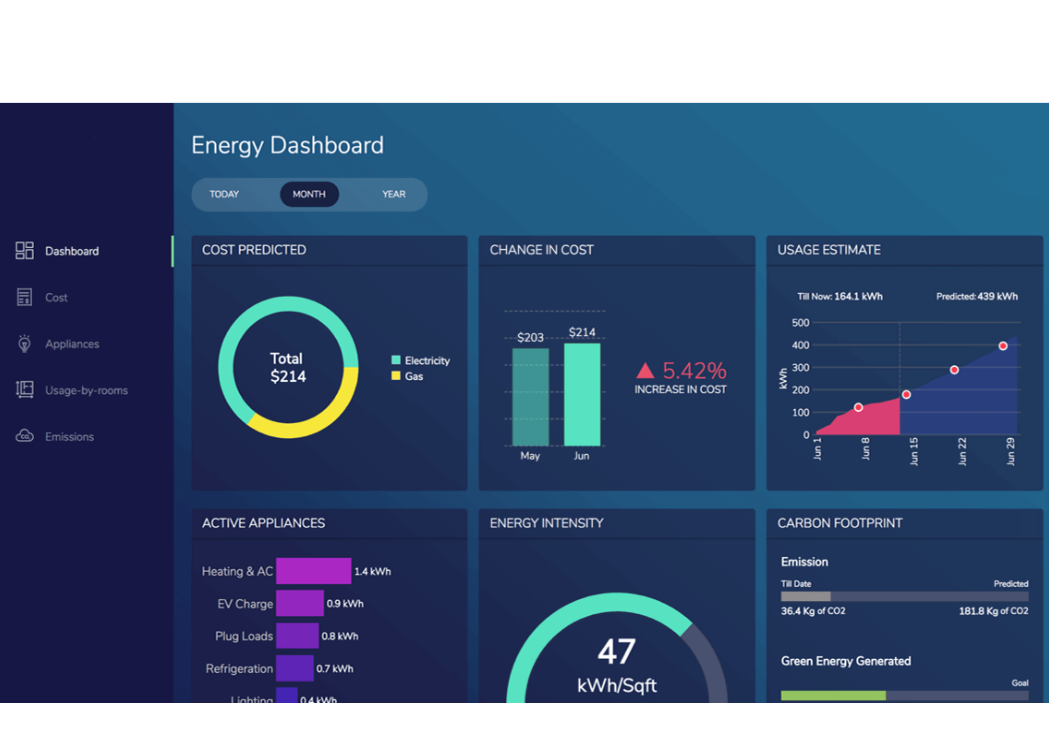 Energy Dashboard
TODAY MONTH YEAR
Dashboard
Cost
Appliances
Usage-by-rooms
Emissions
COST PREDICTED
Total
$214
Electricity
Gas
CHANGE IN COST
$203 $214
5.42%
INCREASE IN COST
May Jun
USAGE ESTIMATE
Till Now: 164.1 kWh Predicted: 439 kWh
kWh
500
400
300
200
100
0
Jun 1 Jun 8 Jun 15 Jun 22 Jun 29
ACTIVE APPLIANCES
Heating & AC 1.4 kWh
EV Charge 0.9 kWh
Plug Loads 0.8 kWh
Refrigeration 0.7 kWh
Lighting 0.4 kWh
ENERGY INTENSITY
47
kWh/Sqft
CARBON FOOTPRINT
Emission
Till Date Predicted
36.4 Kg of CO2 181.8 Kg of CO2
Green Energy Generated
Goal